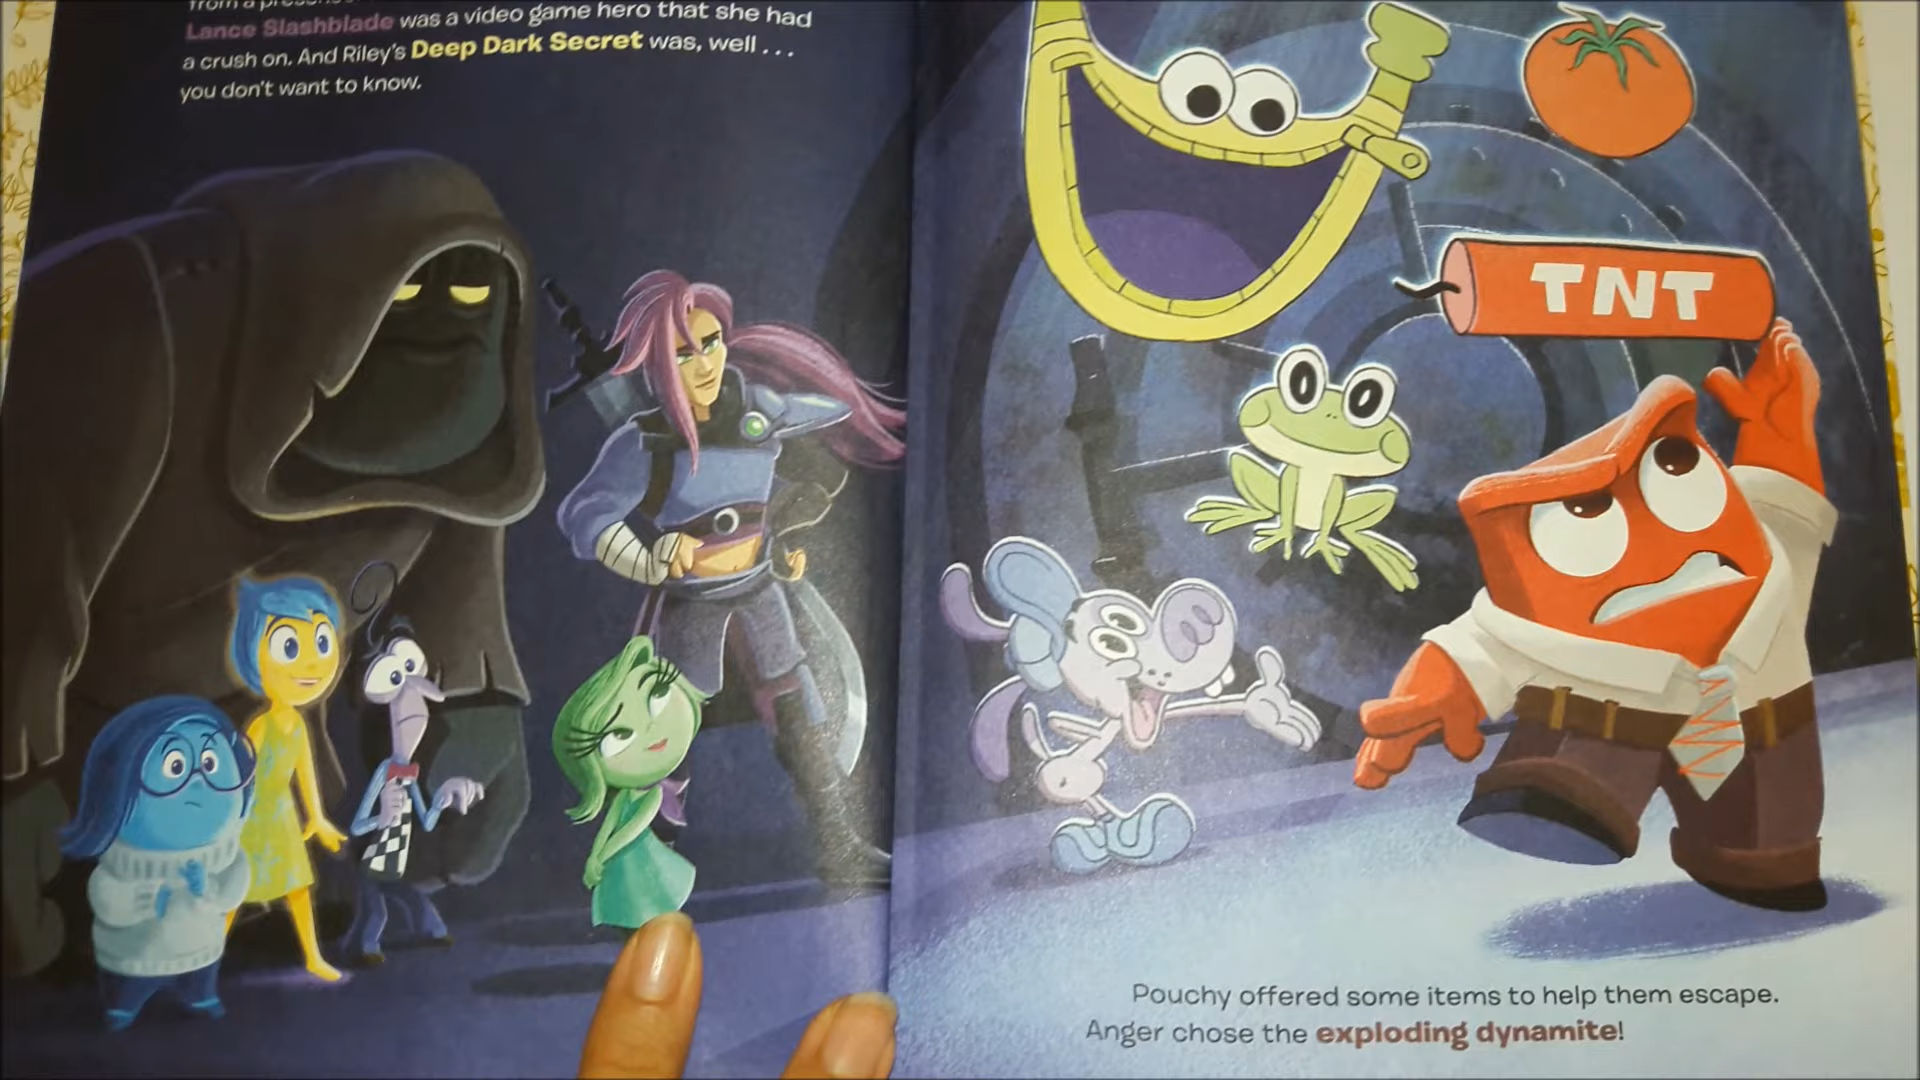 from a
Lance Slashblade was a video game hero that she had
a crush on. And Riley's Deep Dark Secret was, well . . .
you don't want to know.
TNT
Pouchy offered some items to help them escape.
Anger chose the exploding dynamite!